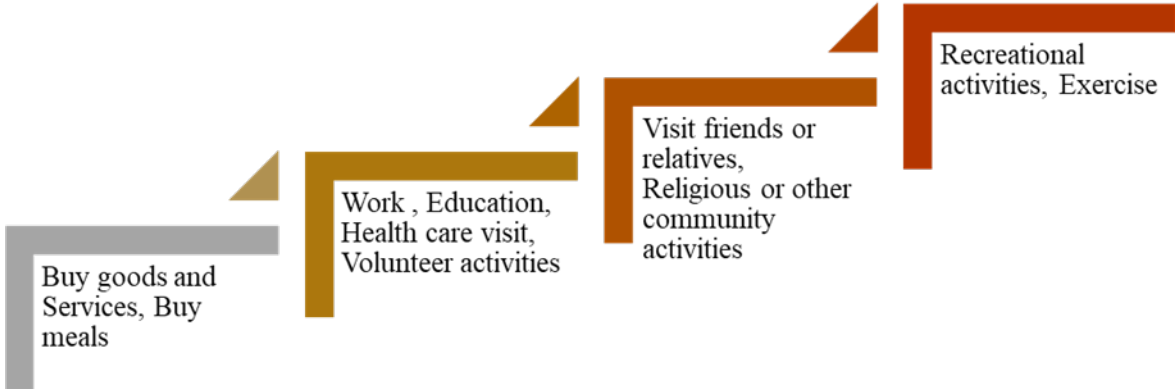 Buy goods and
Services, Buy
meals
Work , Education,
Health care visit,
Volunteer activities
Visit friends or
relatives,
Religious or other
community
activities
Recreational
activities, Exercise